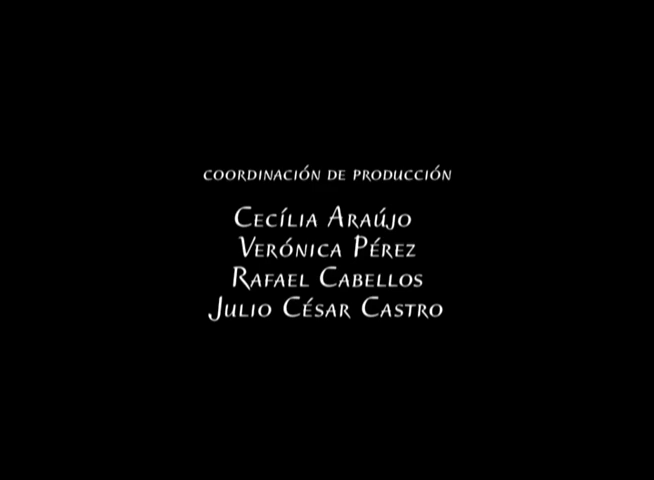 COORDINACIÓN DE PRODUCCIÓN
CECÍLIA ARAÚJO
VERÓNICA PÉREZ
RAFAEL CABELLOS
JULIO CÉSAR CASTRO